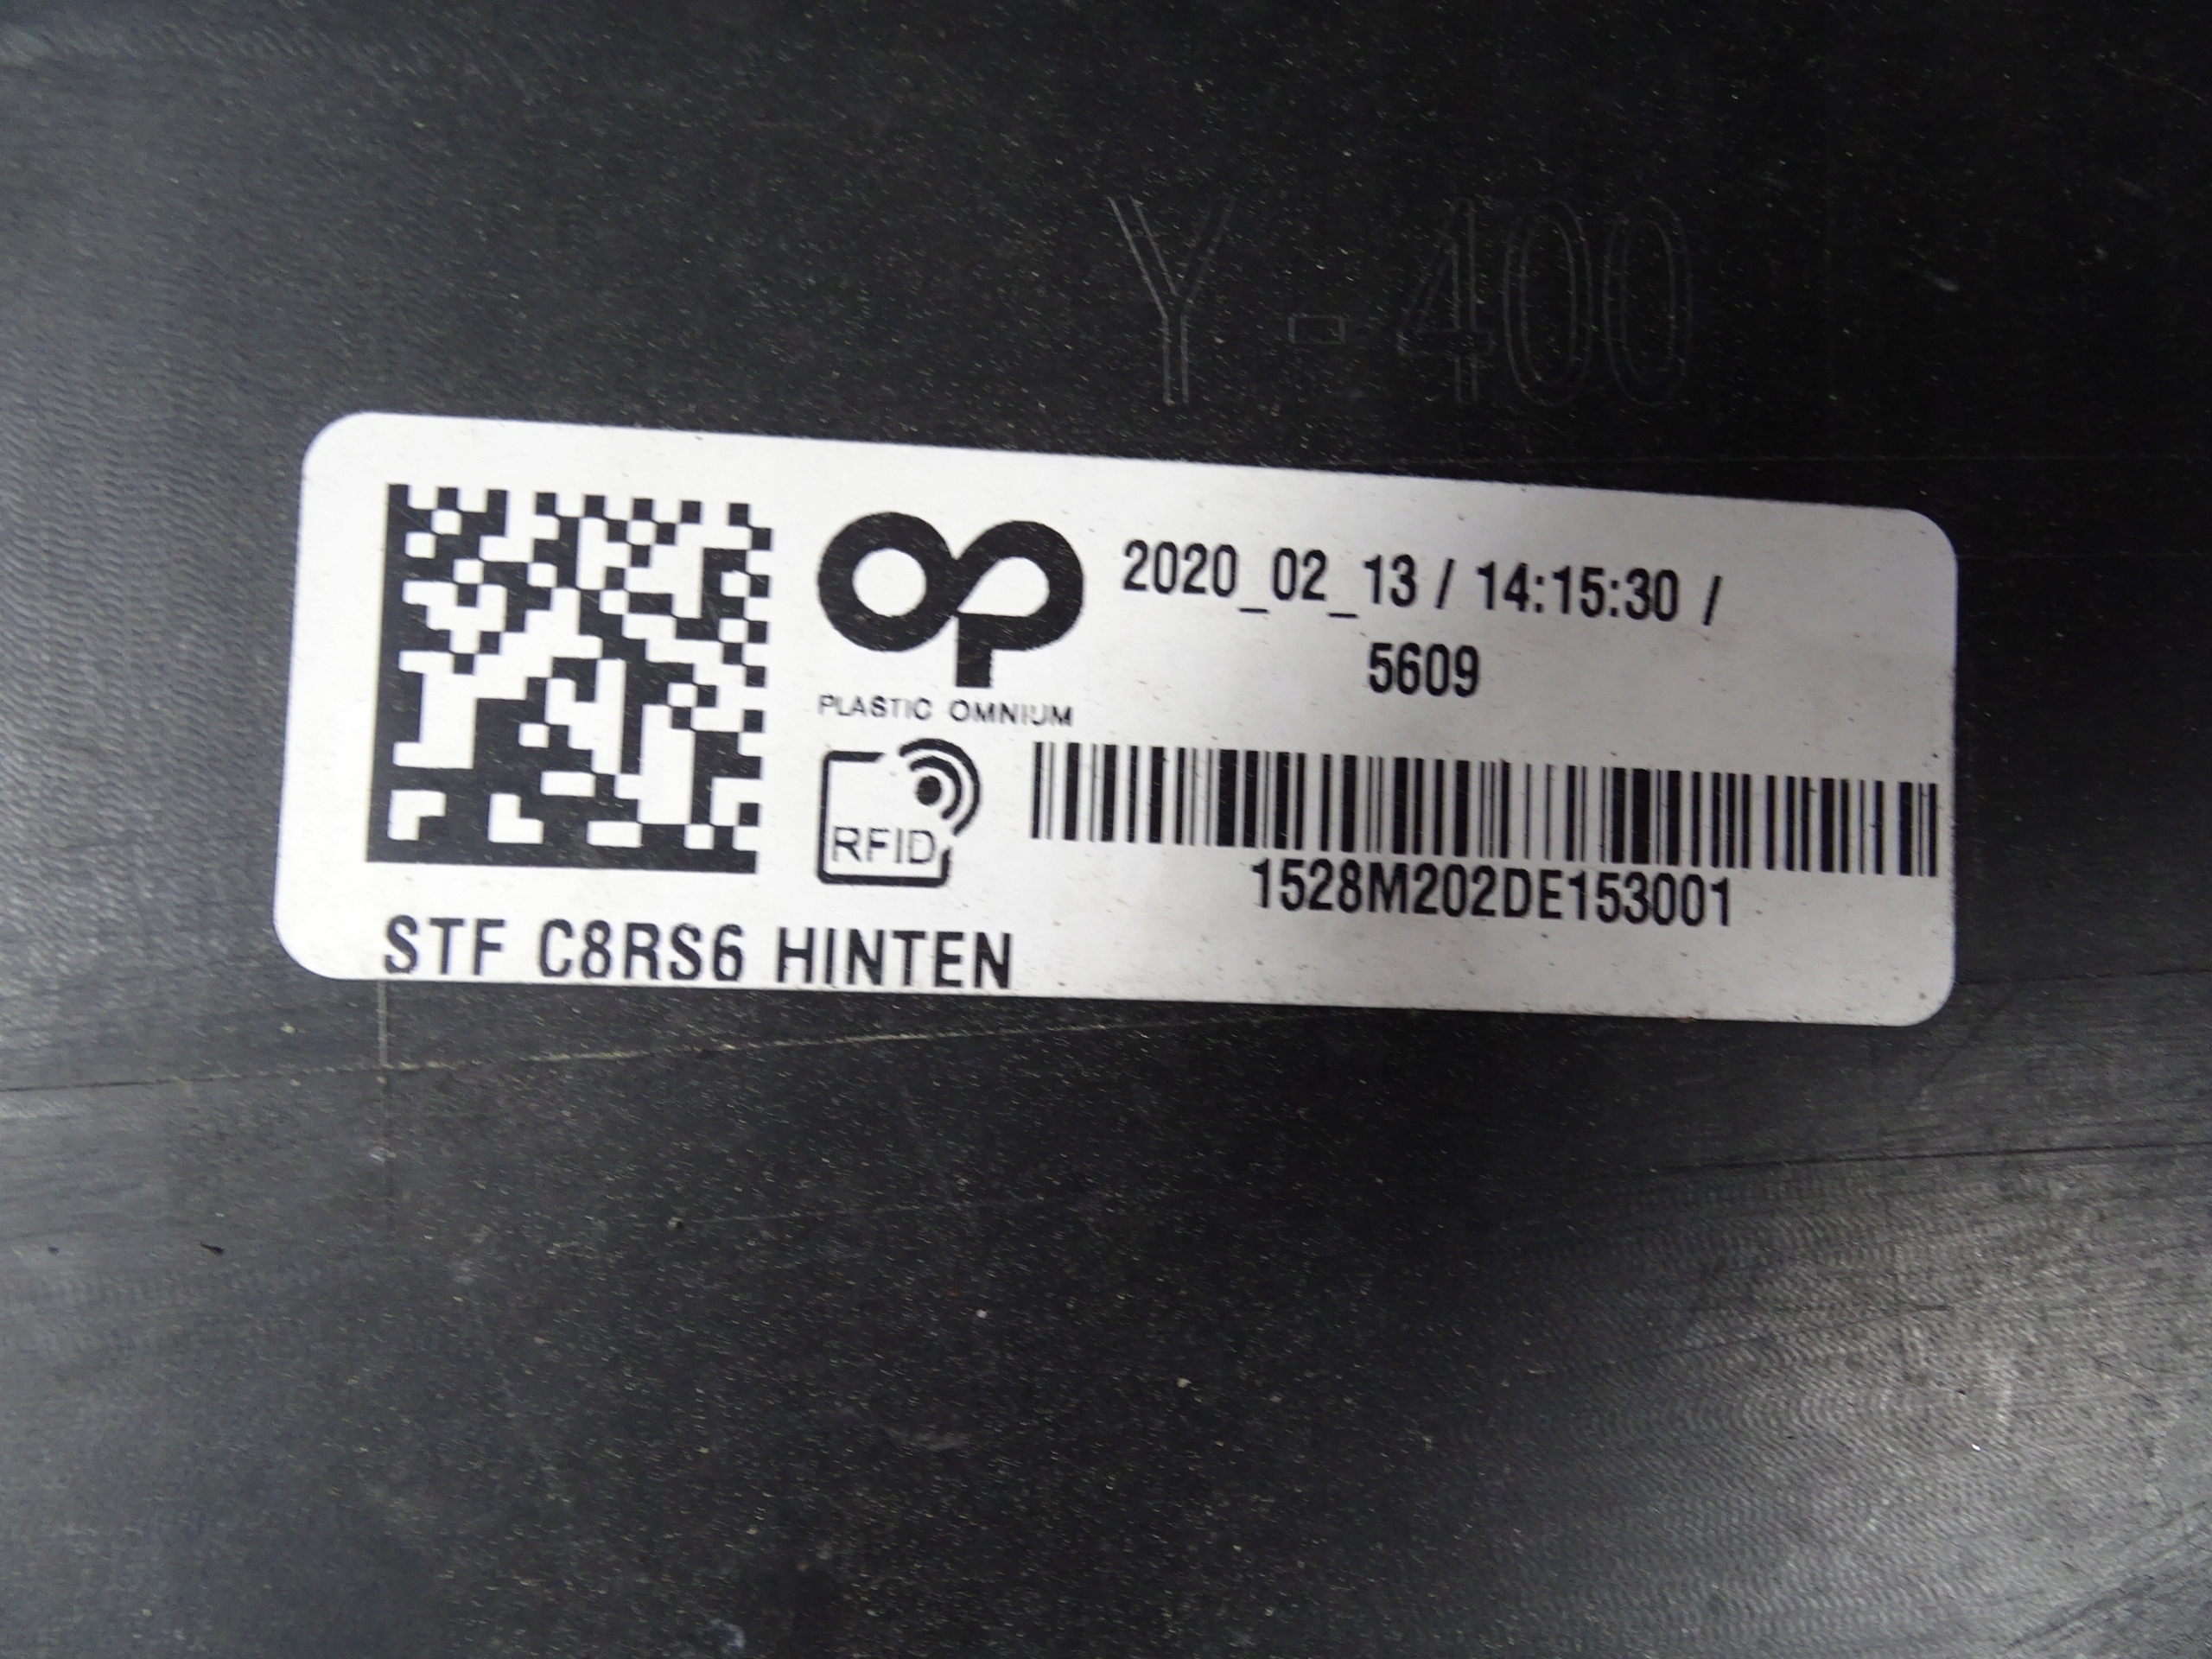 Y-400
2020_02_13 / 14:15:30 /
5609
PLASTIC OMNIUM
RFID
1528M202DE153001
STF C8RS6 HINTEN